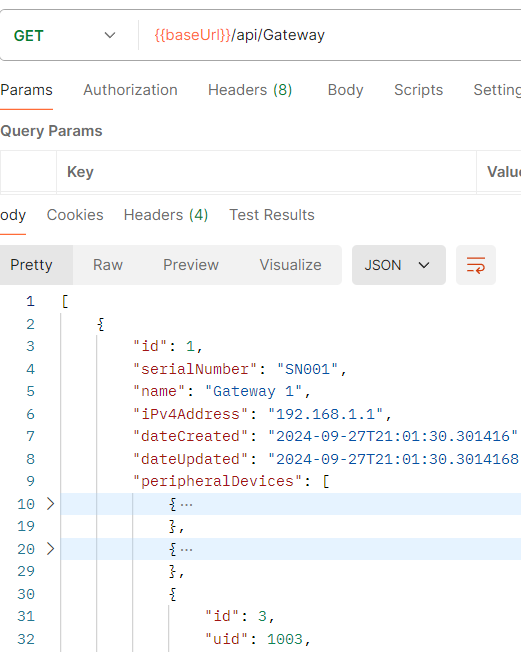 GET {{baseUrl}}/api/Gateway
Params Authorization Headers (8) Body Scripts Setting
Query Params
Key Value
ody Cookies Headers (4) Test Results
Pretty Raw Preview Visualize JSON
1 [
2 {
3 "id": 1,
4 "serialNumber": "SN001",
5 "name": "Gateway 1",
6 "iPv4Address": "192.168.1.1",
7 "dateCreated": "2024-09-27T21:01:30.301416"
8 "dateUpdated": "2024-09-27T21:01:30.3014168
9 "peripheralDevices": [
10 {...
19 },
20 {...
29 },
30 {
31 "id": 3,
32 "uid": 1003,